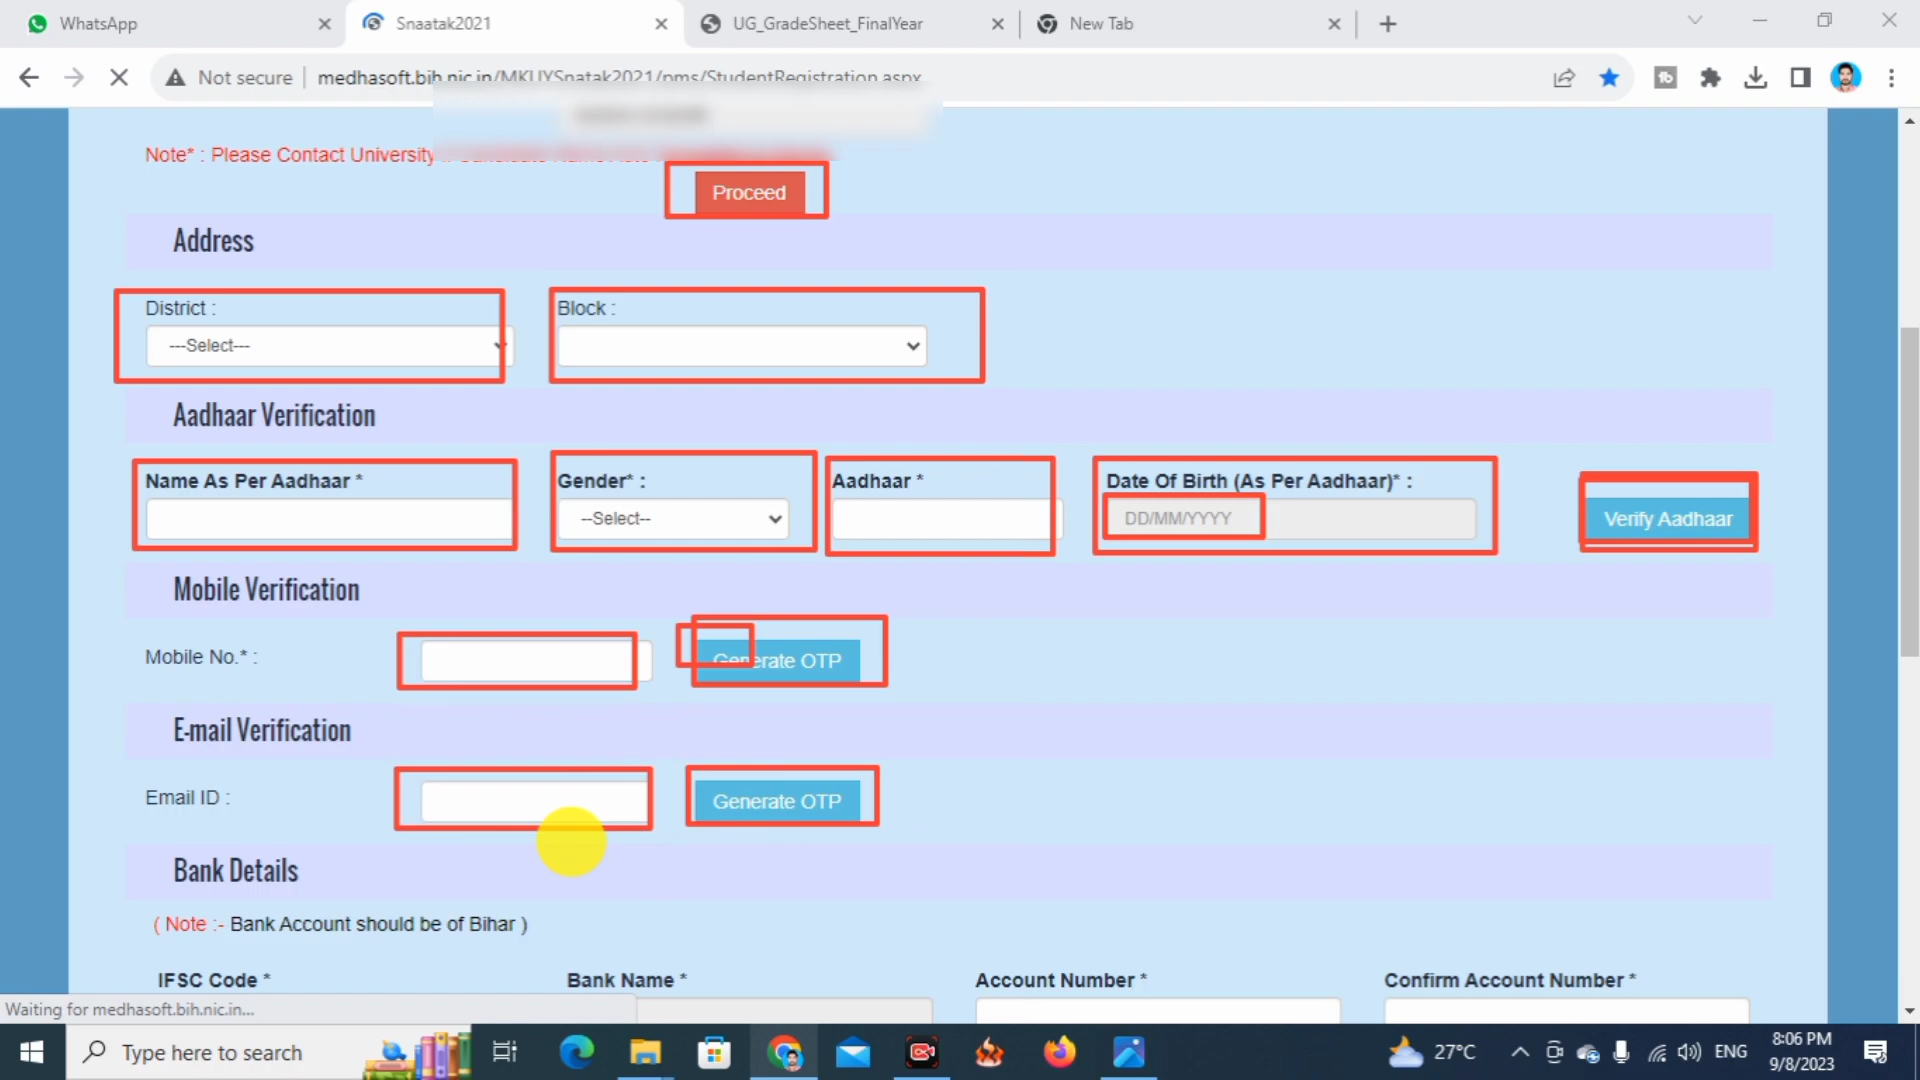 WhatsApp
Snaatak2021
UG_GradeSheet_FinalYear
New Tab
Not secure
medhasoft.bih.nic.in/MKUYSnatak2021/pms/StudentRegistration.aspx
Note* : Please Contact University
Proceed
Address
District :
Block :
---Select---
Aadhaar Verification
Name As Per Aadhaar *
Gender* :
Aadhaar *
Date Of Birth (As Per Aadhaar)* :
--Select--
DD/MM/YYYY
Verify Aadhaar
Mobile Verification
Mobile No.* :
Generate OTP
E-mail Verification
Email ID :
Generate OTP
Bank Details
( Note :- Bank Account should be of Bihar )
IFSC Code *
Bank Name *
Account Number *
Confirm Account Number *
Waiting for medhasoft.bih.nic.in...
Type here to search
27°C
ENG
8:06 PM
9/8/2023